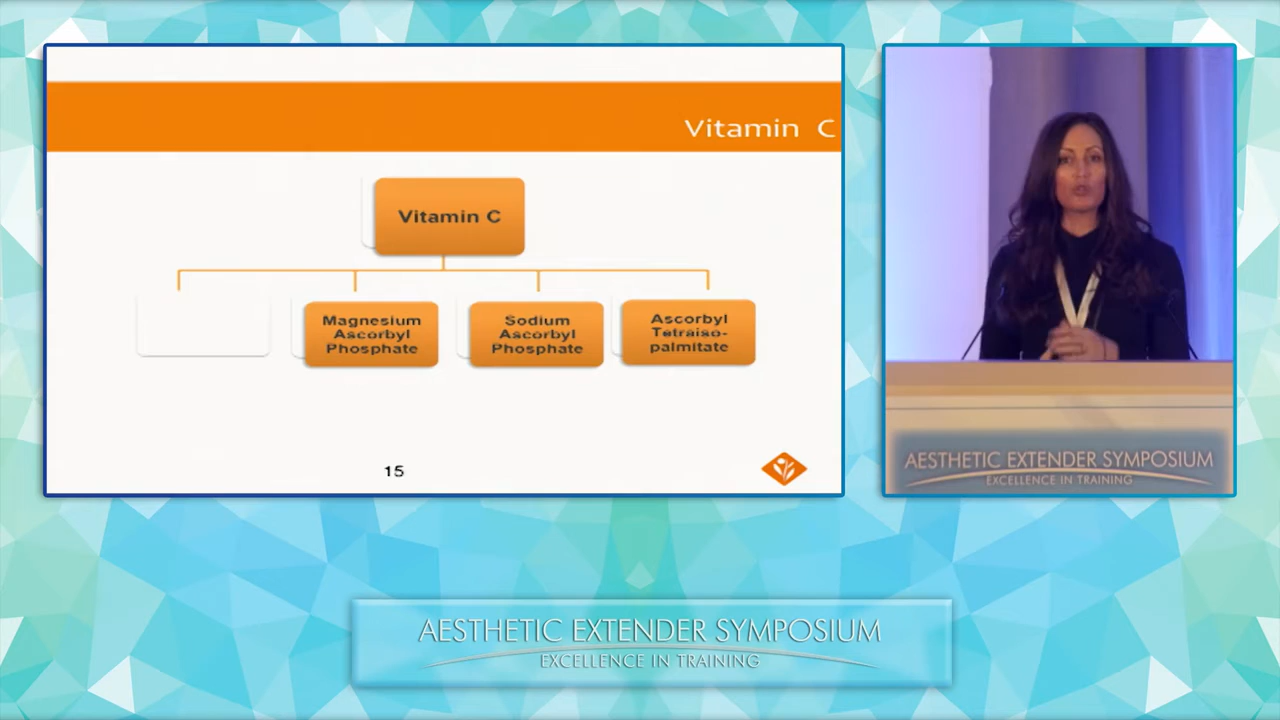 Vitamin C
Vitamin C
Magnesium
Ascorbyl
Phosphate
Sodium
Ascorbyl
Phosphate
Ascorbyl
Tetraiso-
palmitate
15
AESTHETIC EXTENDER SYMPOSIUM
EXCELLENCE IN TRAINING
AESTHETIC EXTENDER SYMPOSIUM
EXCELLENCE IN TRAINING